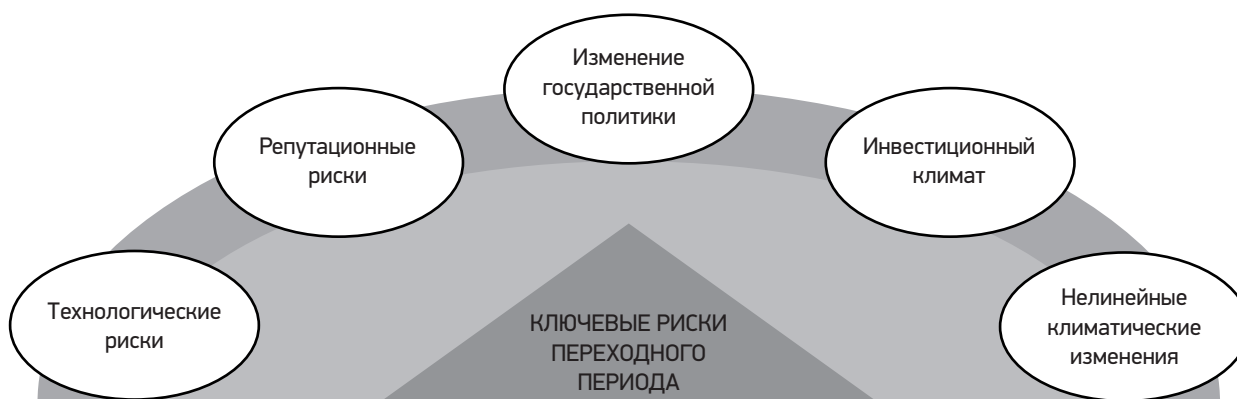 Изменение
государственной
политики
Репутационные
риски
Инвестиционный
климат
Технологические
риски
Нелинейные
климатические
изменения
КЛЮЧЕВЫЕ РИСКИ
ПЕРЕХОДНОГО
ПЕРИОДА